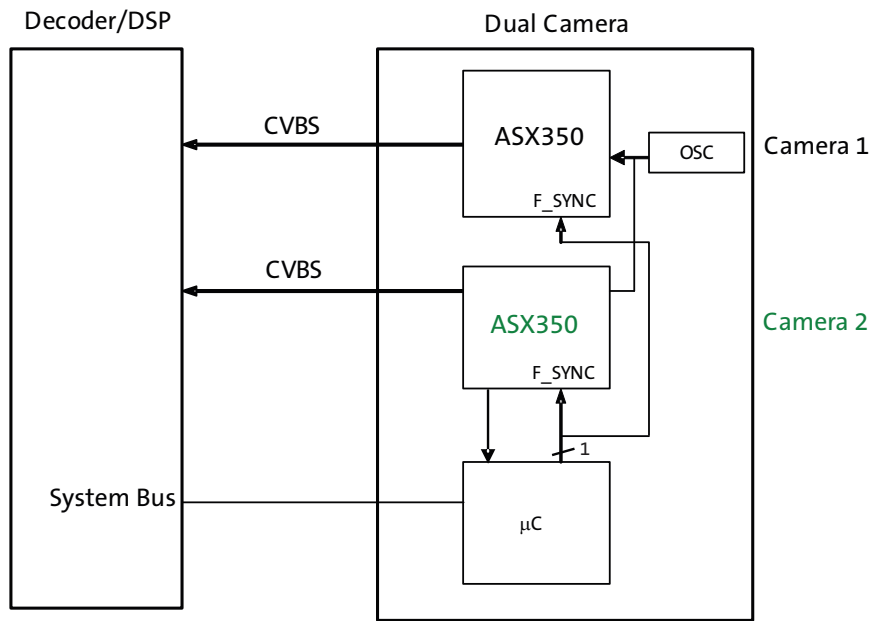 Decoder/DSP
Dual Camera
CVBS
ASX350
OSC
Camera 1
F_SYNC
CVBS
ASX350
Camera 2
F_SYNC
1
System Bus
μC